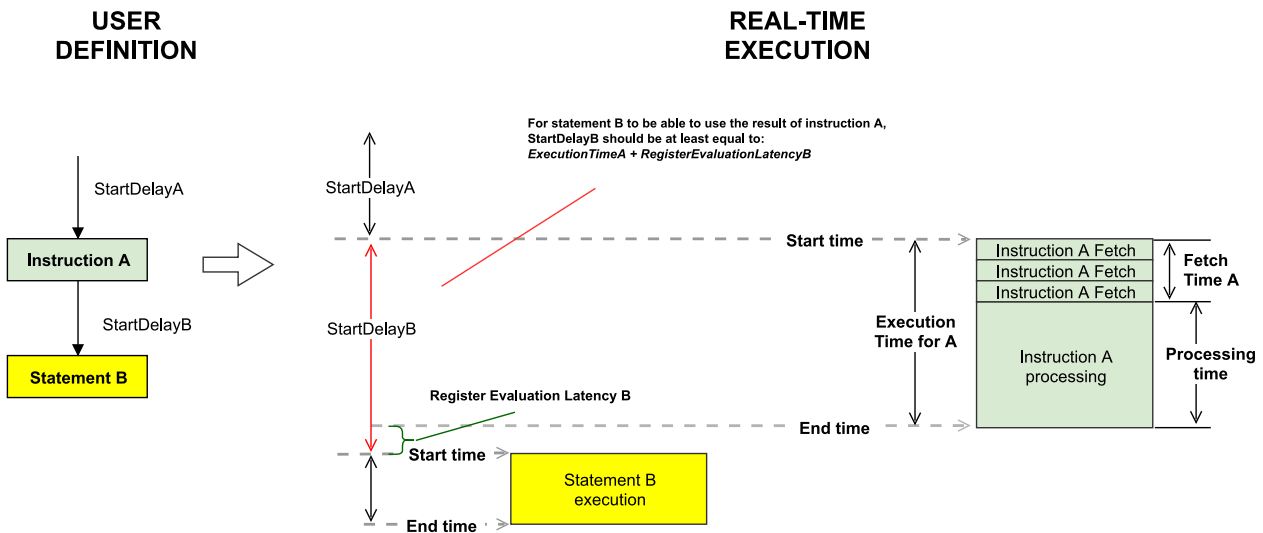 USER
DEFINITION
REAL-TIME
EXECUTION
For statement B to be able to use the result of instruction A,
StartDelayB should be at least equal to:
ExecutionTimeA + RegisterEvaluationLatencyB
StartDelayA
StartDelayA
Instruction A
Start time
Instruction A Fetch
Instruction A Fetch
Instruction A Fetch
Fetch
Time A
StartDelayB
StartDelayB
Execution
Time for A
Instruction A
processing
Processing
time
Statement B
Register Evaluation Latency B
End time
Start time
Statement B
execution
End time